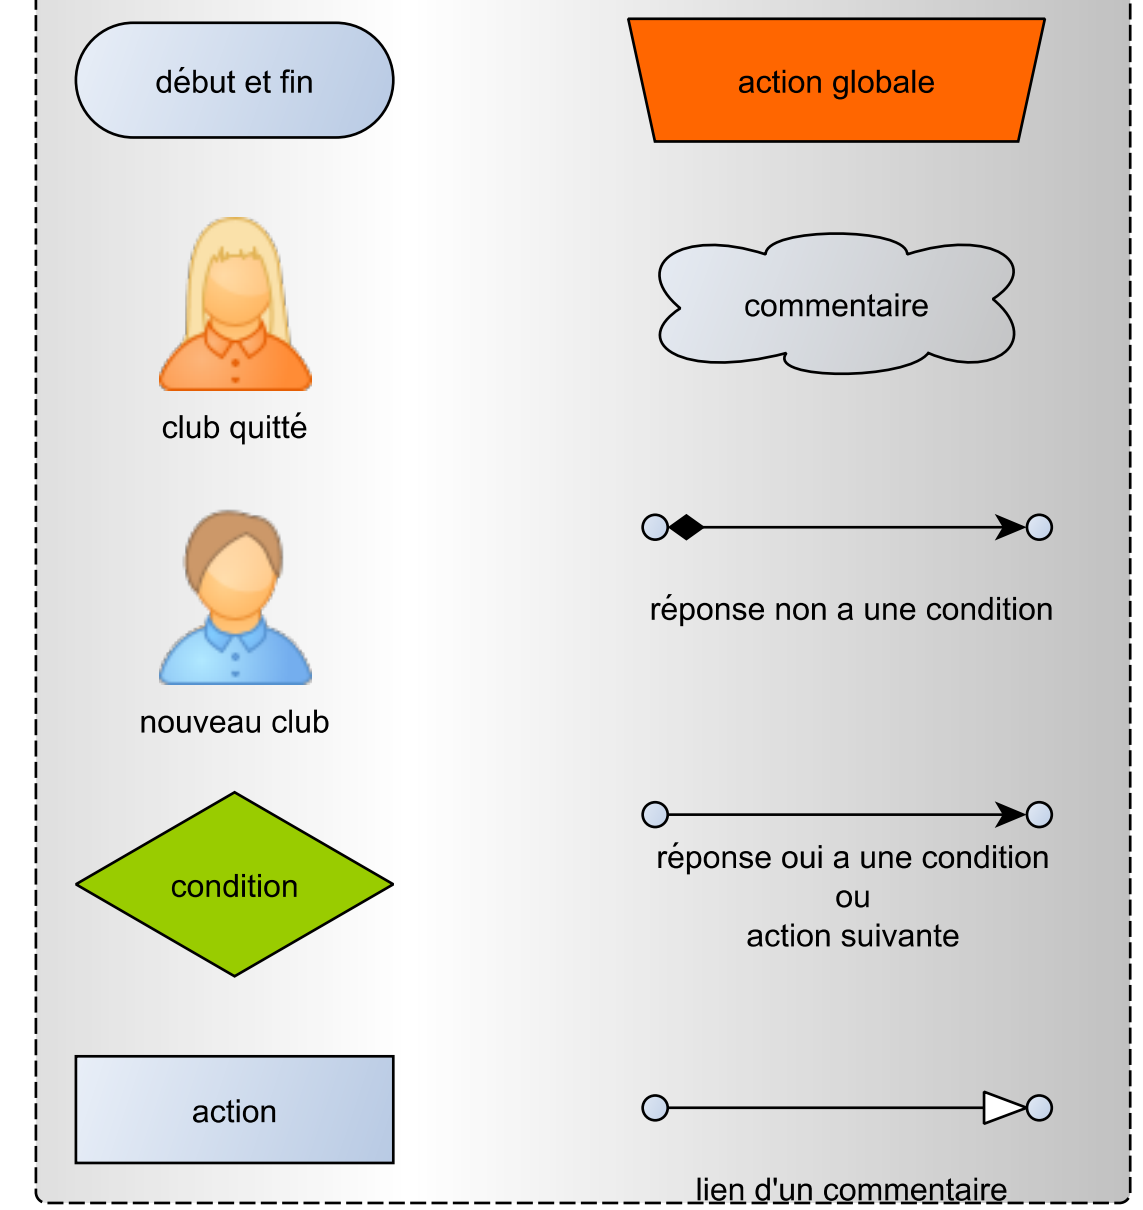 début et fin
action globale
commentaire
club quitté
réponse non a une condition
nouveau club
réponse oui a une condition
ou
action suivante
condition
action
lien d'un commentaire